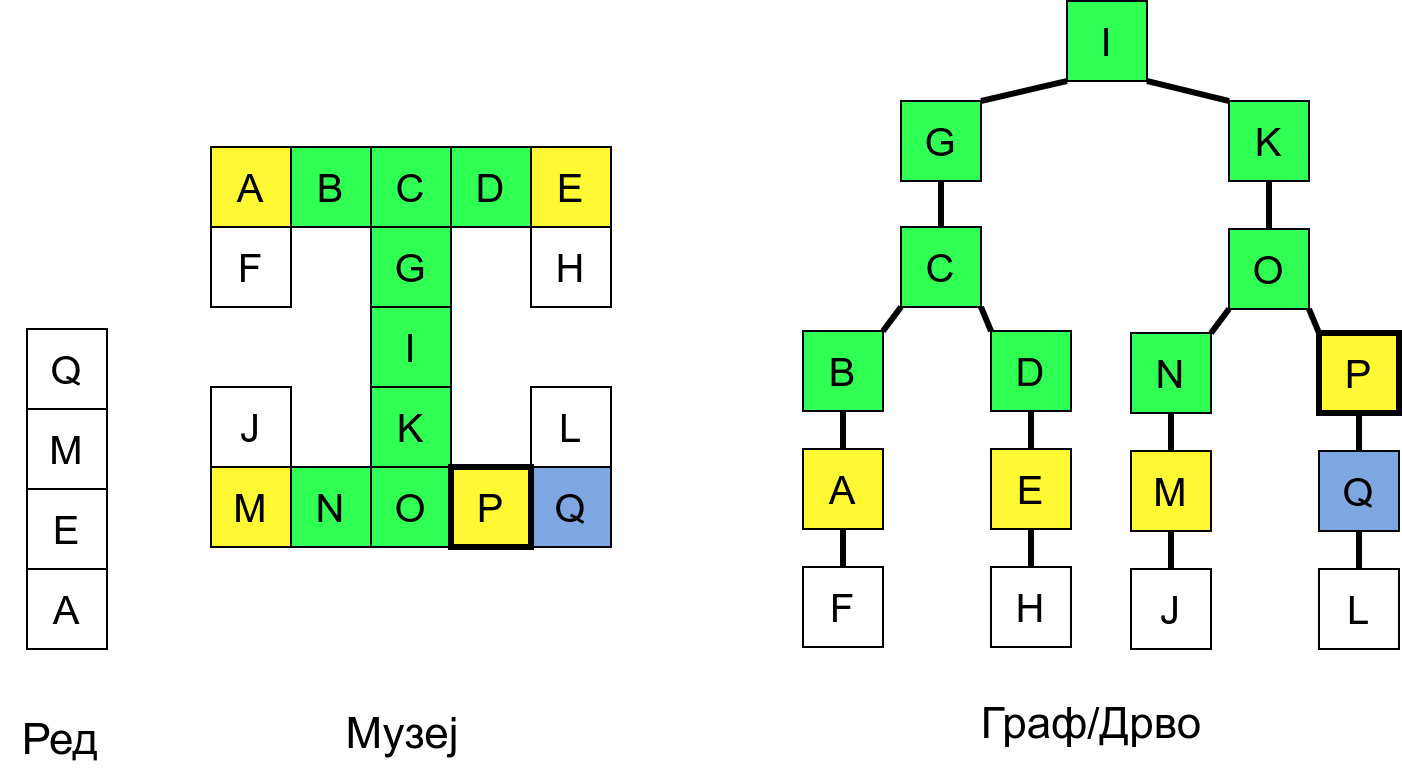 Q
M
E
A
Ред
A B C D E
F G H
I
J K L
M N O P Q
Музеј
I
G K
C O
B D N P
A E M Q
F H J L
Граф/Дрво